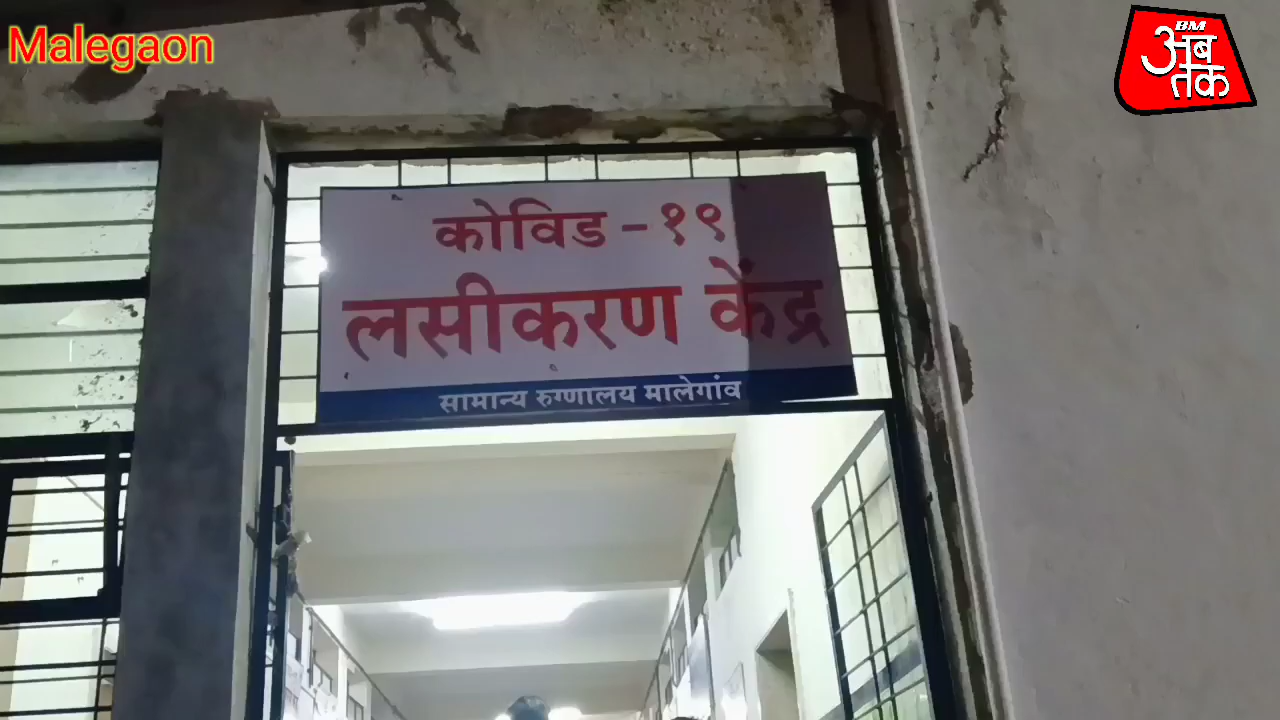 Malegaon
BM
अब
तक
कोविड - १९
लसीकरण केंद्र
सामान्य रुग्णालय मालेगांव